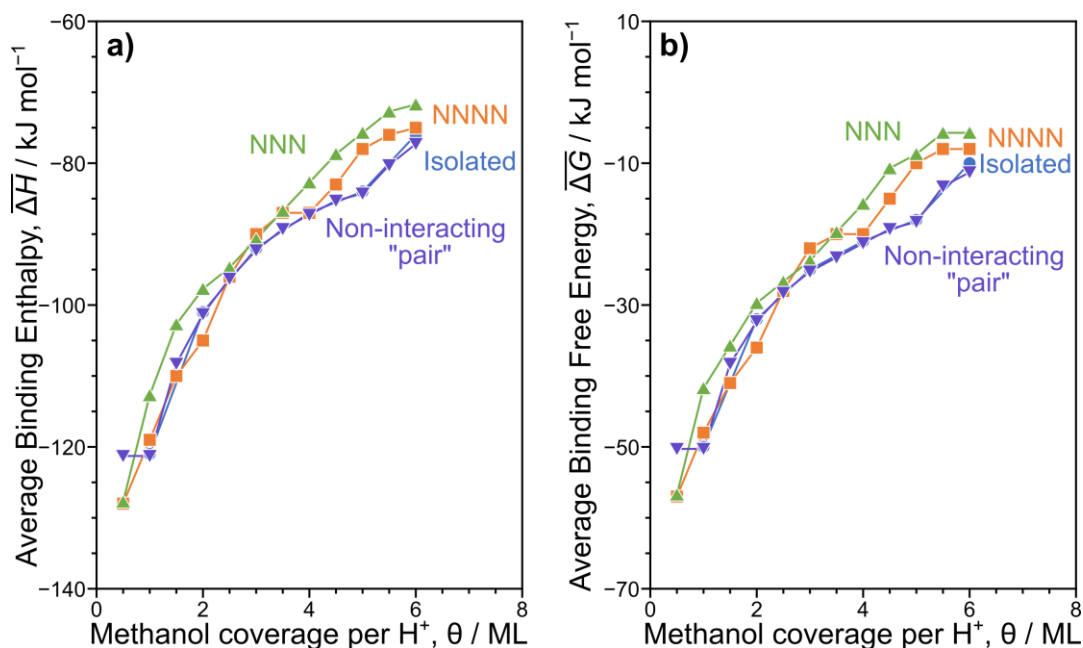 a)
Average Binding Enthalpy, ΔH̅ / kJ mol⁻¹
−60
−80
−100
−120
−140
0
2
4
6
8
Methanol coverage per H⁺, θ / ML
NNN
NNNN
Isolated
Non-interacting
"pair"
b)
Average Binding Free Energy, ΔG̅ / kJ mol⁻¹
10
−10
−30
−50
−70
0
2
4
6
8
Methanol coverage per H⁺, θ / ML
NNN
NNNN
Isolated
Non-interacting
"pair"